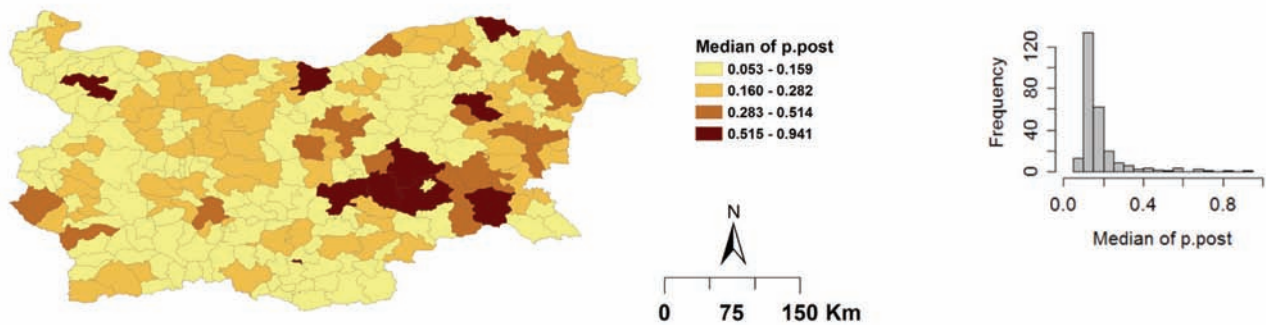 Median of p.post
0.053 - 0.159
0.160 - 0.282
0.283 - 0.514
0.515 - 0.941
N
0 75 150 Km
Frequency
0 40 80 120
0.0 0.4 0.8
Median of p.post